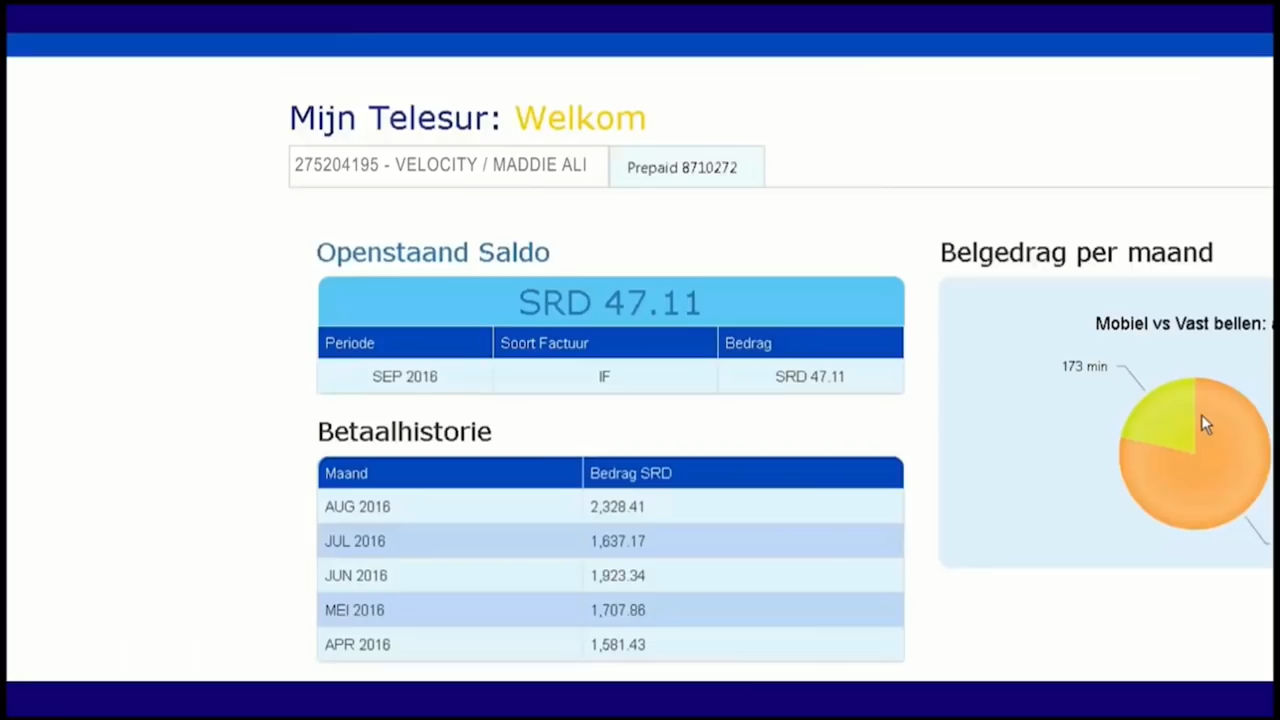 Mijn Telesur: Welkom
275204195 - VELOCITY / MADDIE ALI
Prepaid 8710272
Openstaand Saldo
SRD 47.11
Periode Soort Factuur Bedrag
SEP 2016 IF SRD 47.11
Betaalhistorie
Maand Bedrag SRD
AUG 2016 2,328.41
JUL 2016 1,637.17
JUN 2016 1,923.34
MEI 2016 1,707.86
APR 2016 1,581.43
Belgedrag per maand
Mobiel vs Vast bellen:
173 min